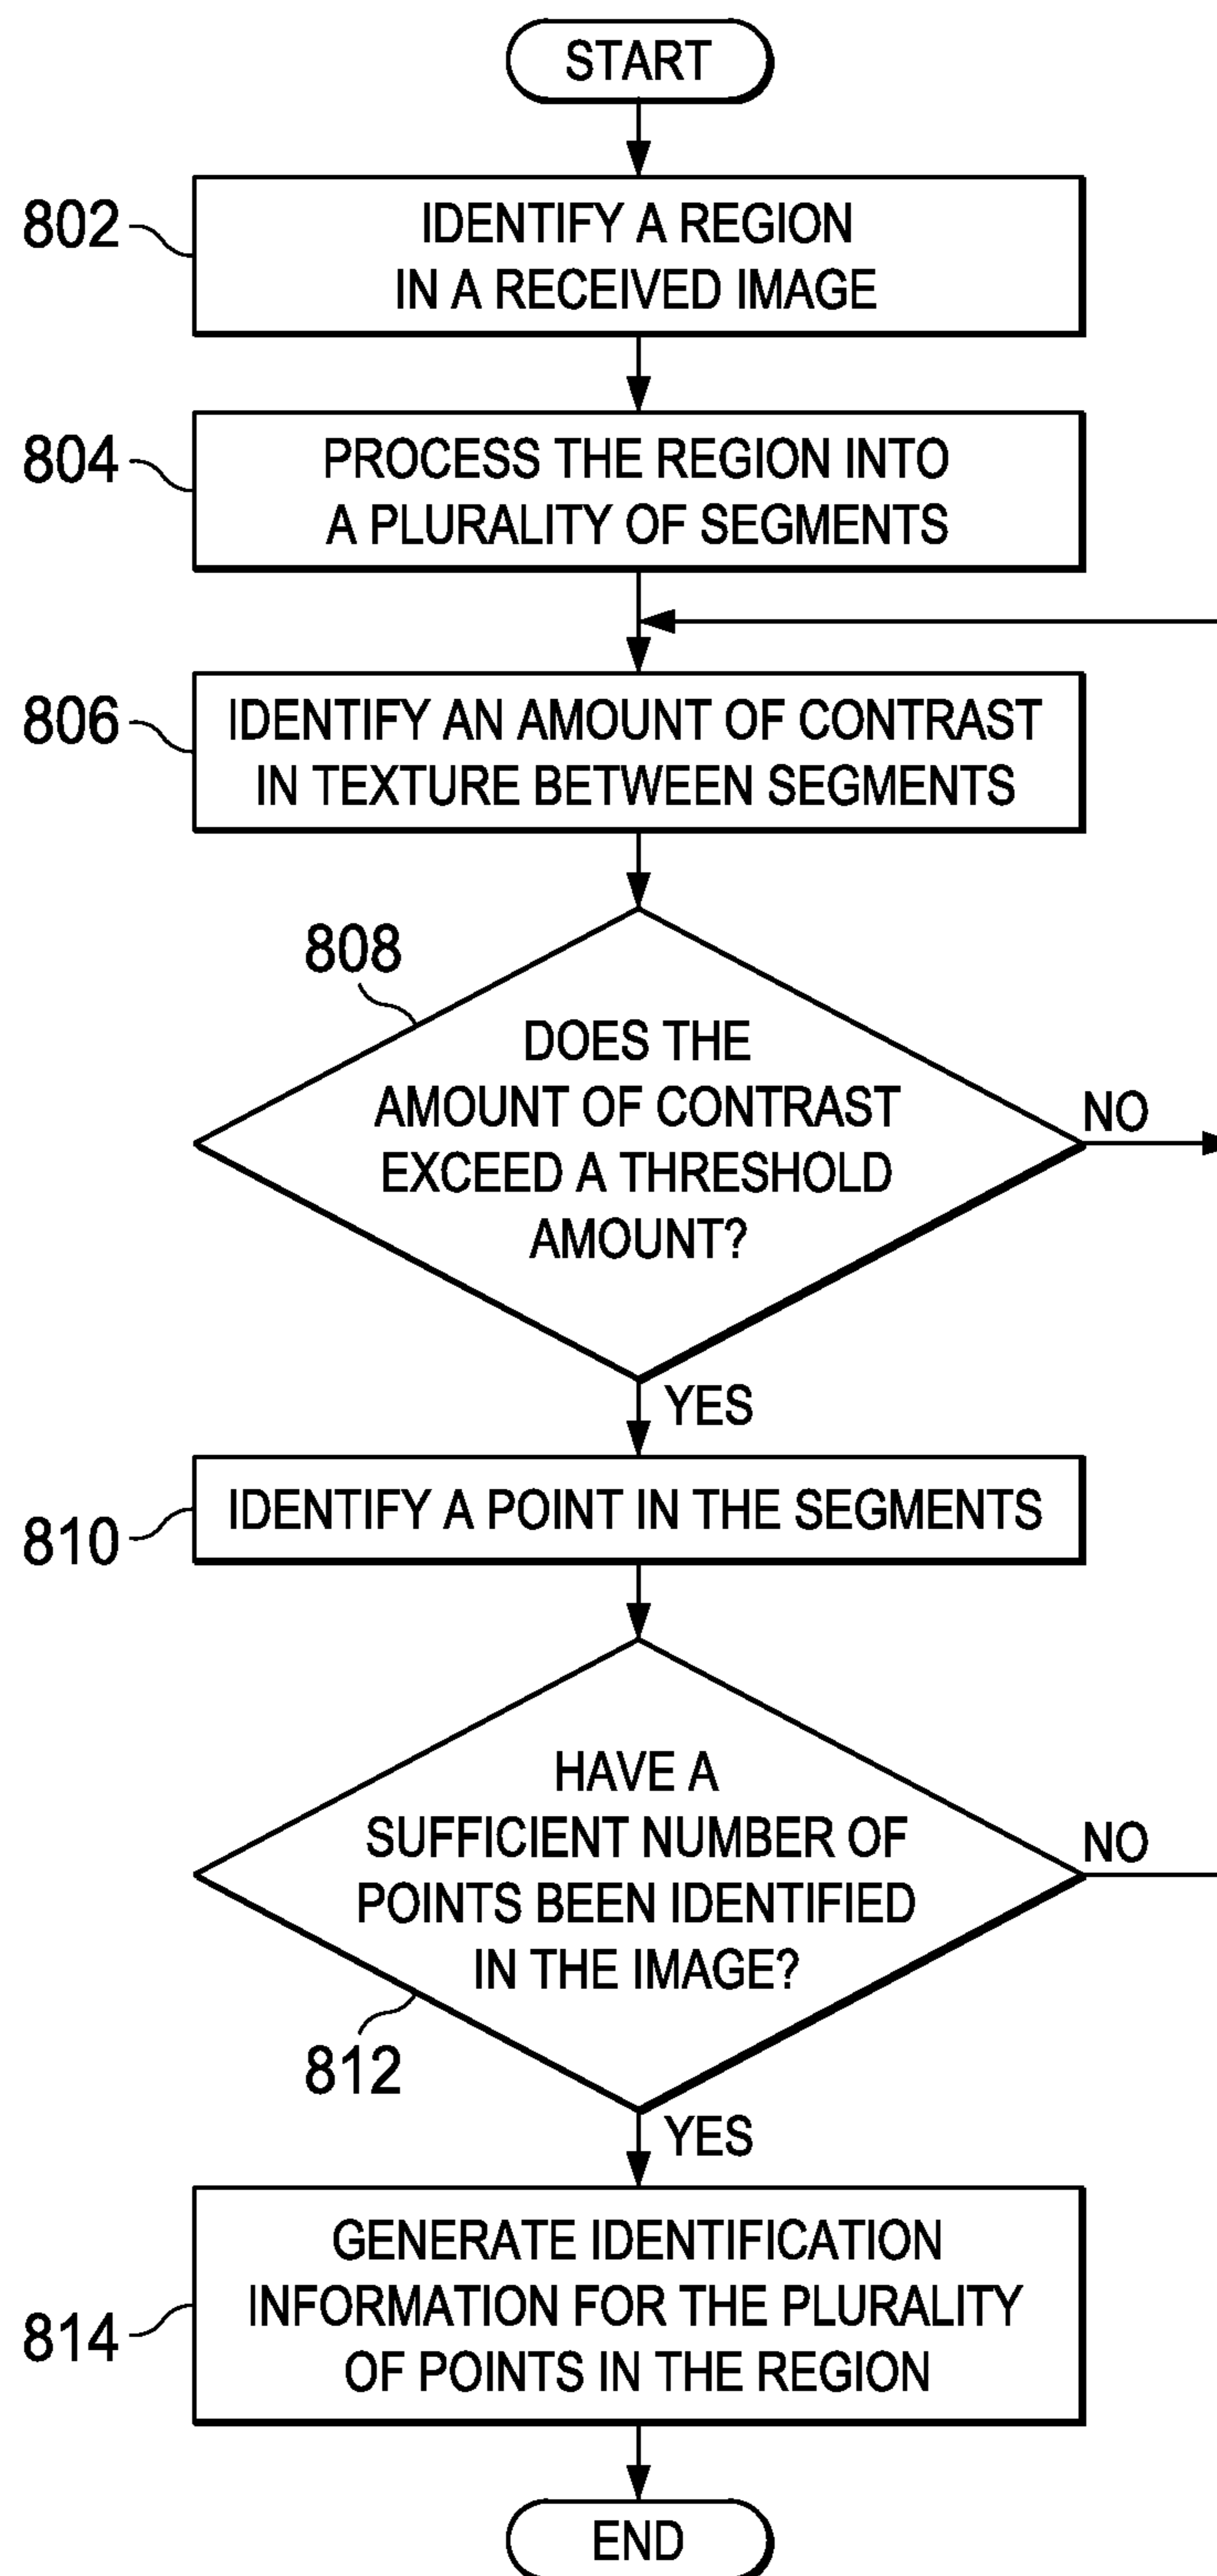 START
802
IDENTIFY A REGION
IN A RECEIVED IMAGE
804
PROCESS THE REGION INTO
A PLURALITY OF SEGMENTS
806
IDENTIFY AN AMOUNT OF CONTRAST
IN TEXTURE BETWEEN SEGMENTS
808
DOES THE
AMOUNT OF CONTRAST
EXCEED A THRESHOLD
AMOUNT?
NO
YES
810
IDENTIFY A POINT IN THE SEGMENTS
HAVE A
SUFFICIENT NUMBER OF
POINTS BEEN IDENTIFIED
IN THE IMAGE?
NO
812
YES
814
GENERATE IDENTIFICATION
INFORMATION FOR THE PLURALITY
OF POINTS IN THE REGION
END